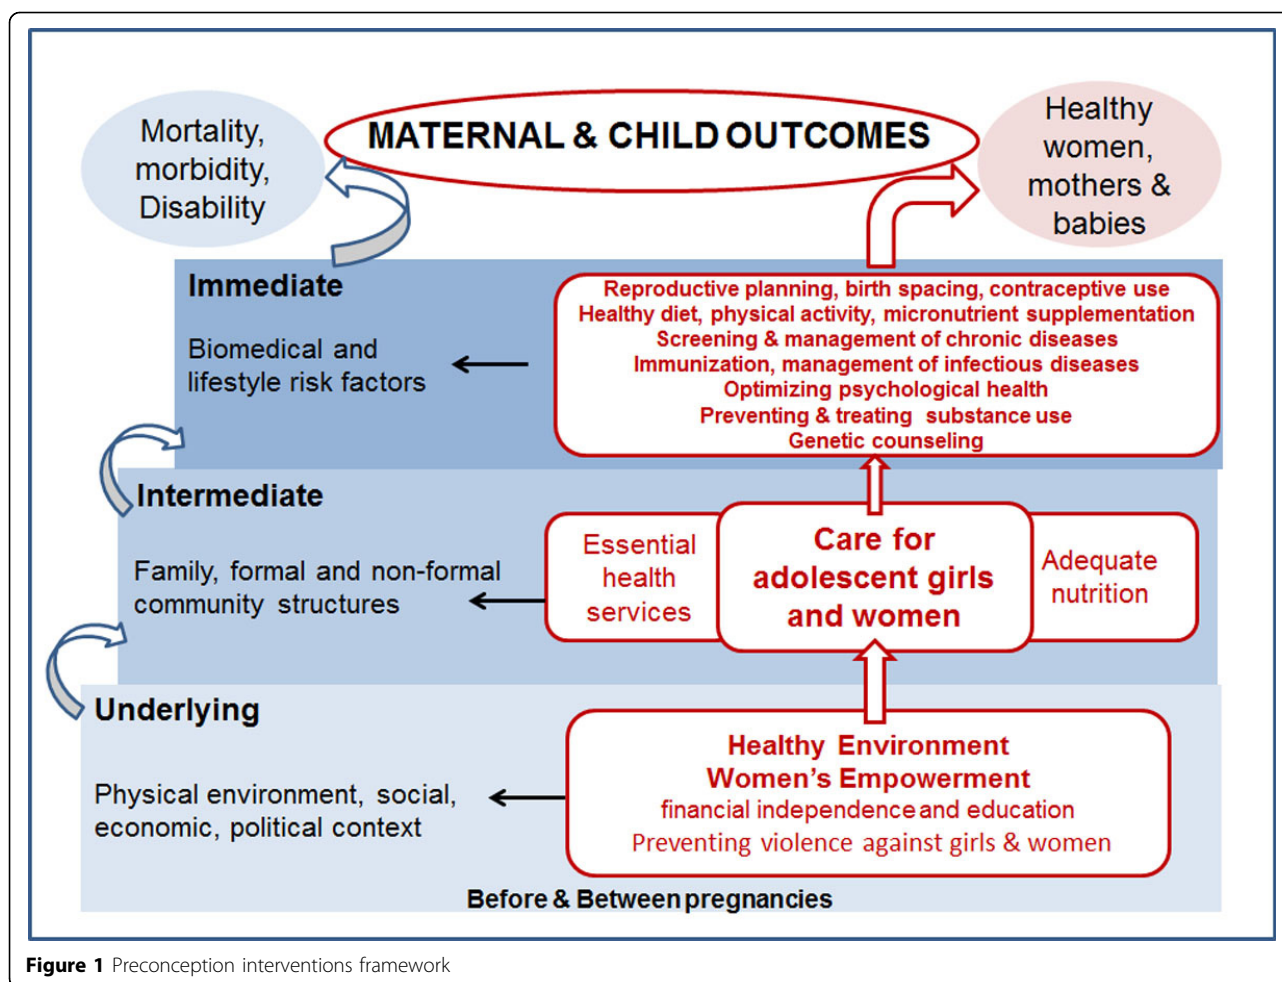 Mortality,
morbidity,
Disability
MATERNAL & CHILD OUTCOMES
Healthy
women,
mothers &
babies
Immediate
Biomedical and
lifestyle risk factors
Reproductive planning, birth spacing, contraceptive use
Healthy diet, physical activity, micronutrient supplementation
Screening & management of chronic diseases
Immunization, management of infectious diseases
Optimizing psychological health
Preventing & treating substance use
Genetic counseling
Intermediate
Family, formal and non-formal
community structures
Essential
health
services
Care for
adolescent girls
and women
Adequate
nutrition
Underlying
Physical environment, social,
economic, political context
Healthy Environment
Women's Empowerment
financial independence and education
Preventing violence against girls & women
Before & Between pregnancies
Figure 1 Preconception interventions framework